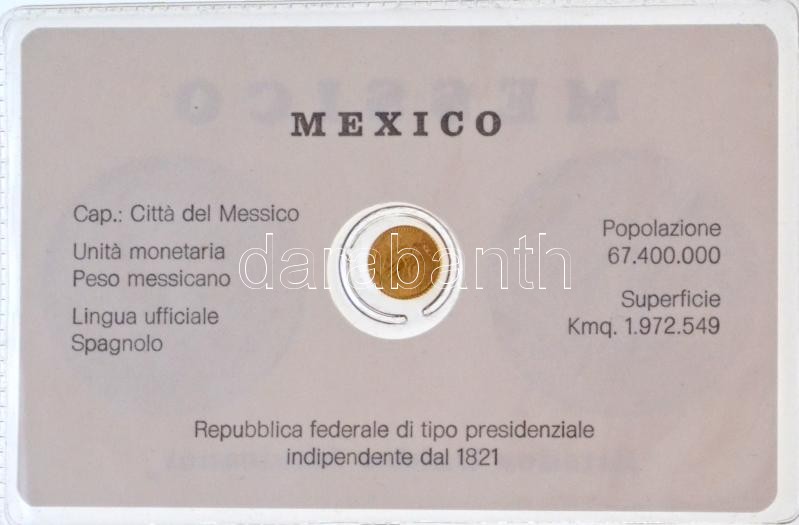 MEXICO
Cap.: Città del Messico
Unità monetaria
Peso messicano
Lingua ufficiale
Spagnolo
Popolazione
67.400.000
Superficie
Kmq. 1.972.549
darabanth
Repubblica federale di tipo presidenziale
indipendente dal 1821
MESSICO